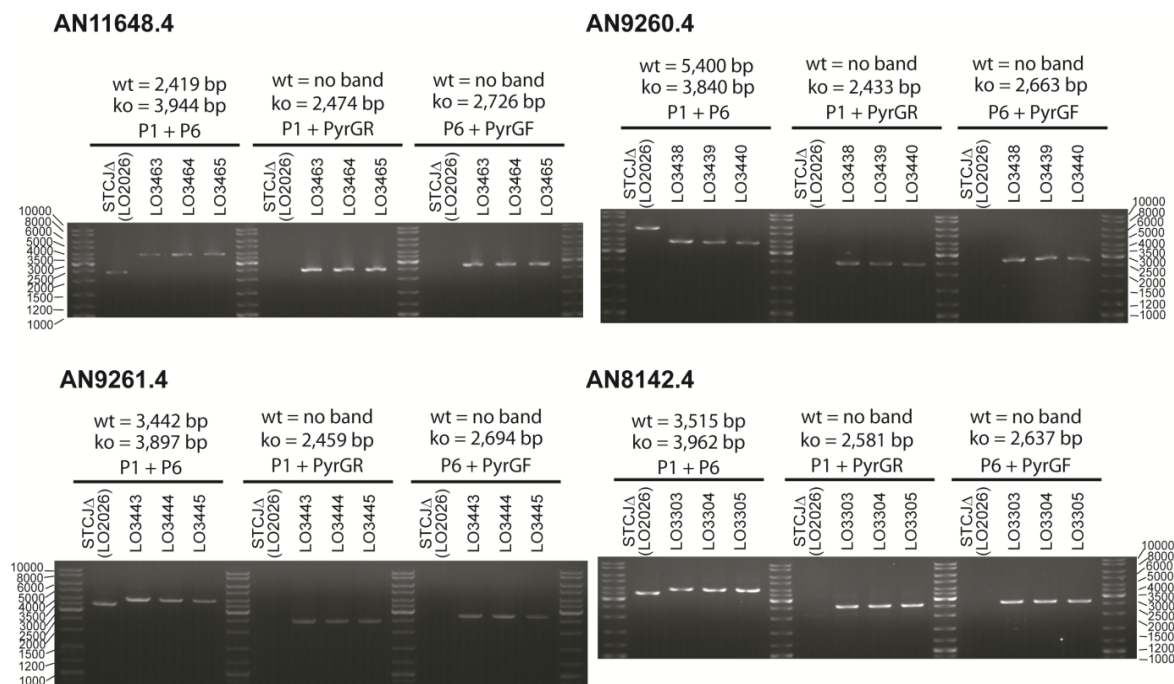 AN11648.4
wt = 2,419 bp
ko = 3,944 bp
P1 + P6
wt = no band
ko = 2,474 bp
P1 + PyrGR
wt = no band
ko = 2,726 bp
P6 + PyrGF
STCJΔ
(LO2026)
LO3463
LO3464
LO3465
STCJΔ
(LO2026)
LO3463
LO3464
LO3465
STCJΔ
(LO2026)
LO3463
LO3464
LO3465
10000
8000
6000
5000
4000
3500
3000
2500
2000
1500
1200
1000
AN9260.4
wt = 5,400 bp
ko = 3,840 bp
P1 + P6
wt = no band
ko = 2,433 bp
P1 + PyrGR
wt = no band
ko = 2,663 bp
P6 + PyrGF
STCJΔ
(LO2026)
LO3438
LO3439
LO3440
STCJΔ
(LO2026)
LO3438
LO3439
LO3440
STCJΔ
(LO2026)
LO3438
LO3439
LO3440
10000
8000
6000
5000
4000
3500
3000
2500
2000
1500
1200
1000
AN9261.4
wt = 3,442 bp
ko = 3,897 bp
P1 + P6
wt = no band
ko = 2,459 bp
P1 + PyrGR
wt = no band
ko = 2,694 bp
P6 + PyrGF
STCJΔ
(LO2026)
LO3443
LO3444
LO3445
STCJΔ
(LO2026)
LO3443
LO3444
LO3445
STCJΔ
(LO2026)
LO3443
LO3444
LO3445
10000
8000
6000
5000
4000
3500
3000
2500
2000
1500
1200
1000
AN8142.4
wt = 3,515 bp
ko = 3,962 bp
P1 + P6
wt = no band
ko = 2,581 bp
P1 + PyrGR
wt = no band
ko = 2,637 bp
P6 + PyrGF
STCJΔ
(LO2026)
LO3303
LO3304
LO3305
STCJΔ
(LO2026)
LO3303
LO3304
LO3305
STCJΔ
(LO2026)
LO3303
LO3304
LO3305
10000
8000
6000
5000
4000
3500
3000
2500
2000
1500
1200
1000